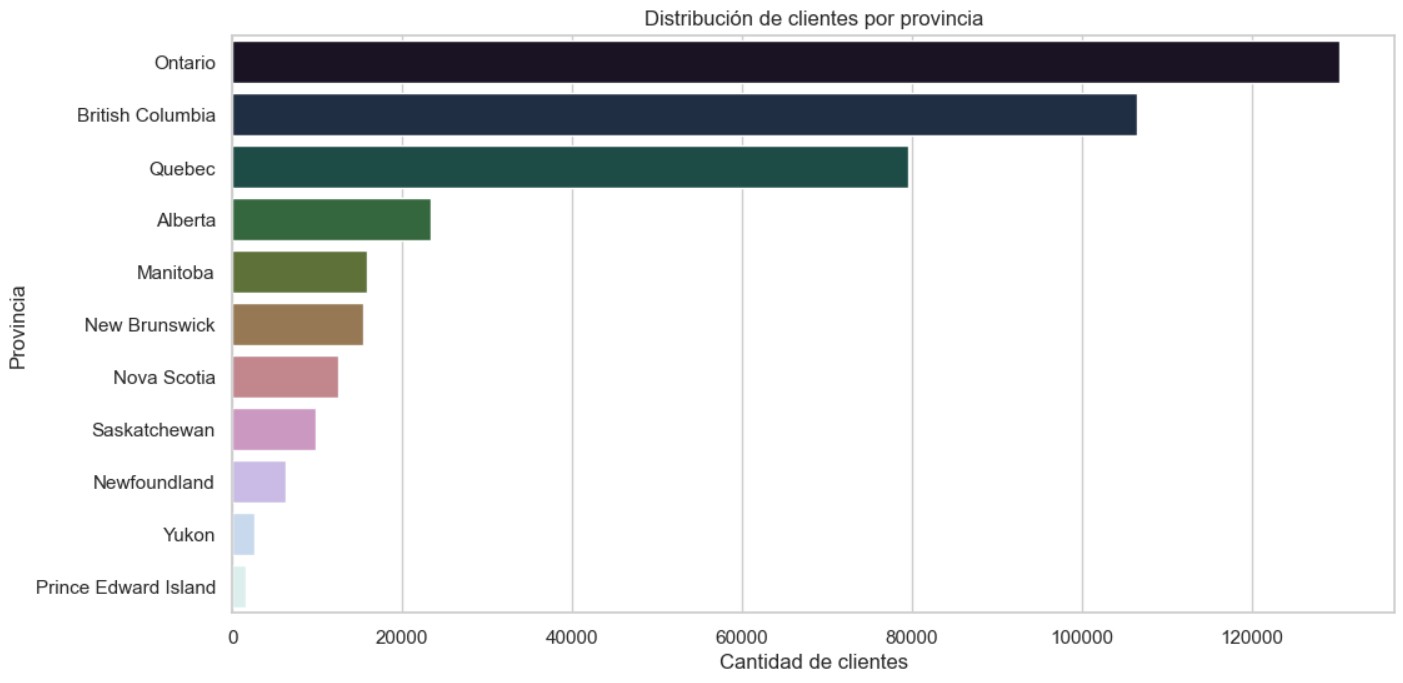 Distribución de clientes por provincia
Ontario
British Columbia
Quebec
Alberta
Manitoba
New Brunswick
Nova Scotia
Saskatchewan
Newfoundland
Yukon
Prince Edward Island
Provincia
0 20000 40000 60000 80000 100000 120000
Cantidad de clientes